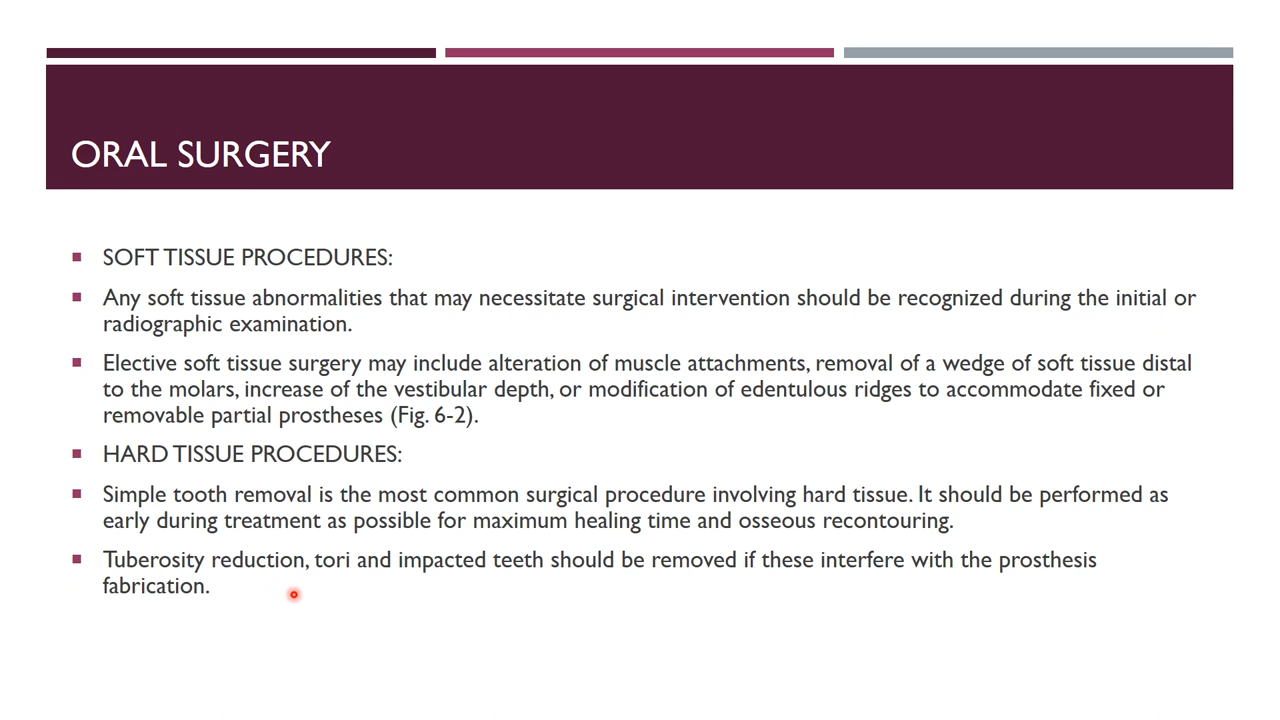 ORAL SURGERY
SOFT TISSUE PROCEDURES:
Any soft tissue abnormalities that may necessitate surgical intervention should be recognized during the initial or
radiographic examination.
Elective soft tissue surgery may include alteration of muscle attachments, removal of a wedge of soft tissue distal
to the molars, increase of the vestibular depth, or modification of edentulous ridges to accommodate fixed or
removable partial prostheses (Fig. 6-2).
HARD TISSUE PROCEDURES:
Simple tooth removal is the most common surgical procedure involving hard tissue. It should be performed as
early during treatment as possible for maximum healing time and osseous recontouring.
Tuberosity reduction, tori and impacted teeth should be removed if these interfere with the prosthesis
fabrication.